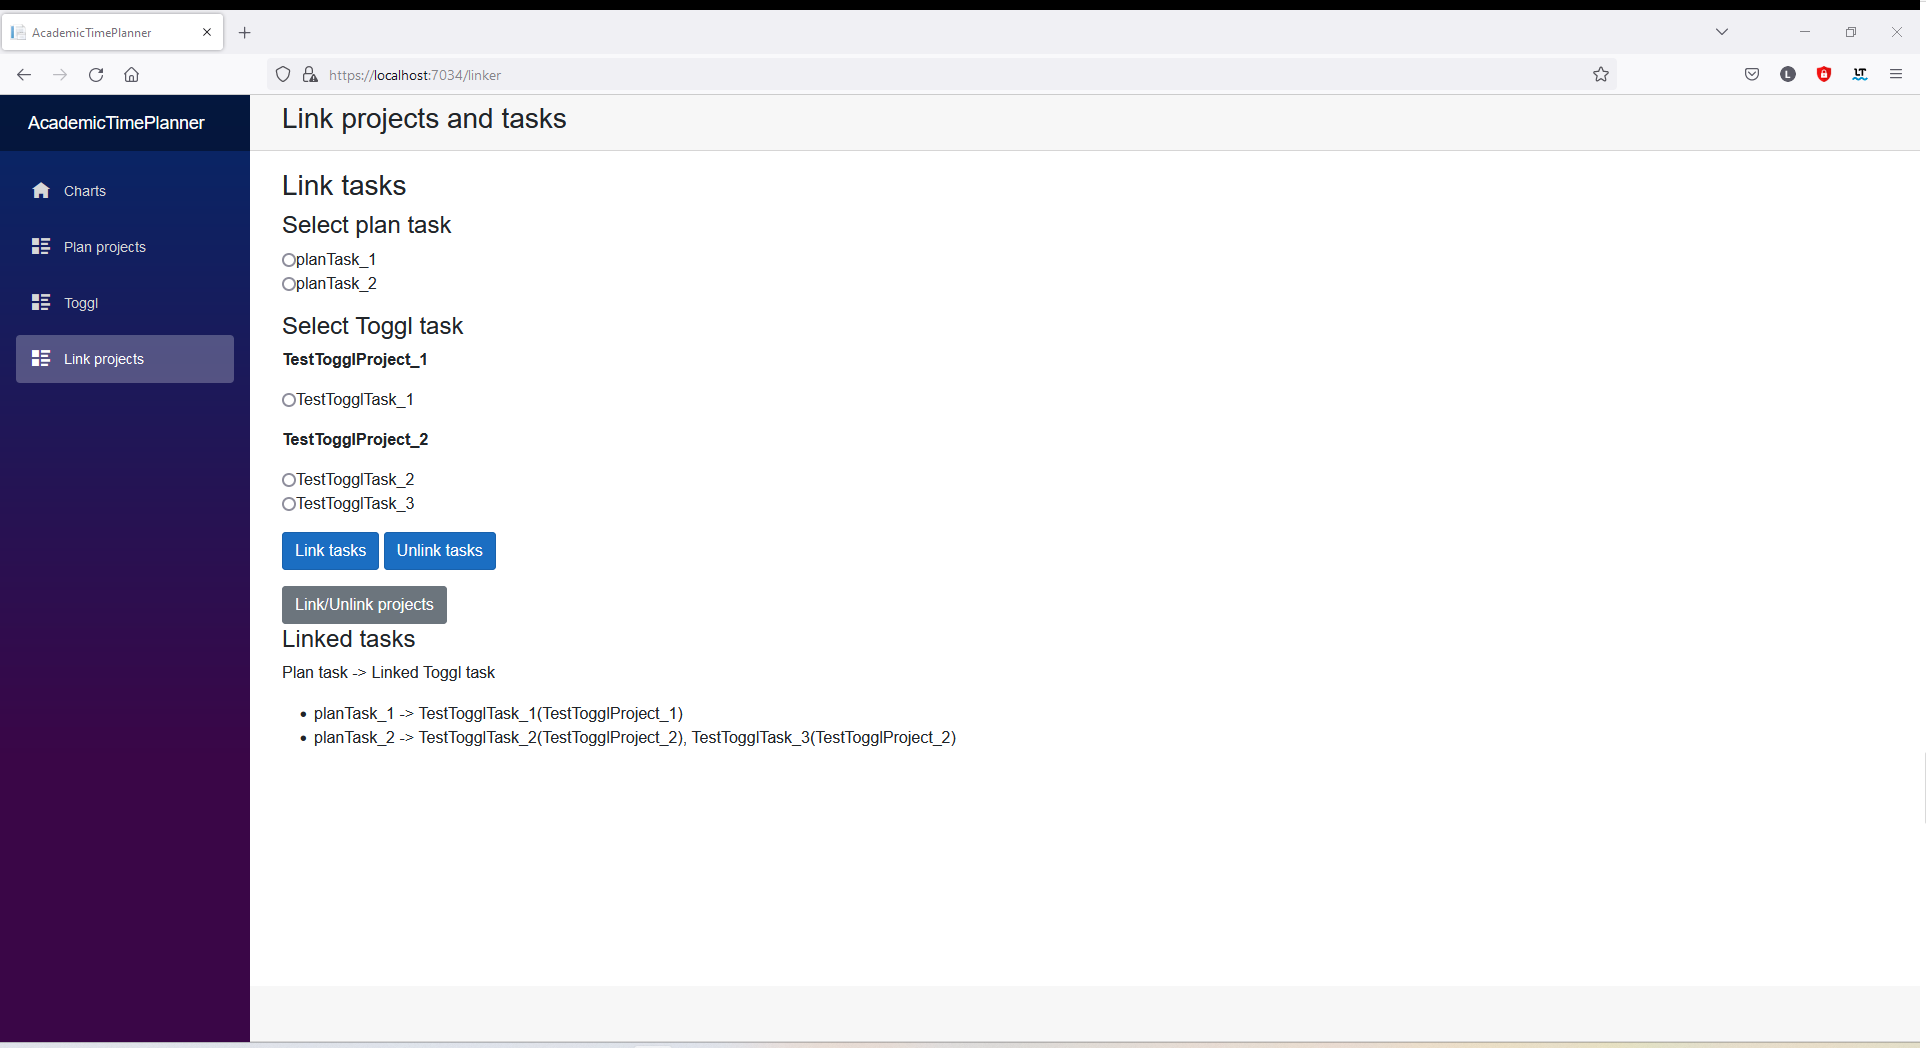 AcademicTimePlanner
https://localhost:7034/linker
L
LT
AcademicTimePlanner
Charts
Plan projects
Toggl
Link projects
Link projects and tasks
Link tasks
Select plan task
planTask_1
planTask_2
Select Toggl task
TestTogglProject_1
TestTogglTask_1
TestTogglProject_2
TestTogglTask_2
TestTogglTask_3
Link tasks Unlink tasks
Link/Unlink projects
Linked tasks
Plan task -> Linked Toggl task
• planTask_1 -> TestTogglTask_1(TestTogglProject_1)
• planTask_2 -> TestTogglTask_2(TestTogglProject_2), TestTogglTask_3(TestTogglProject_2)